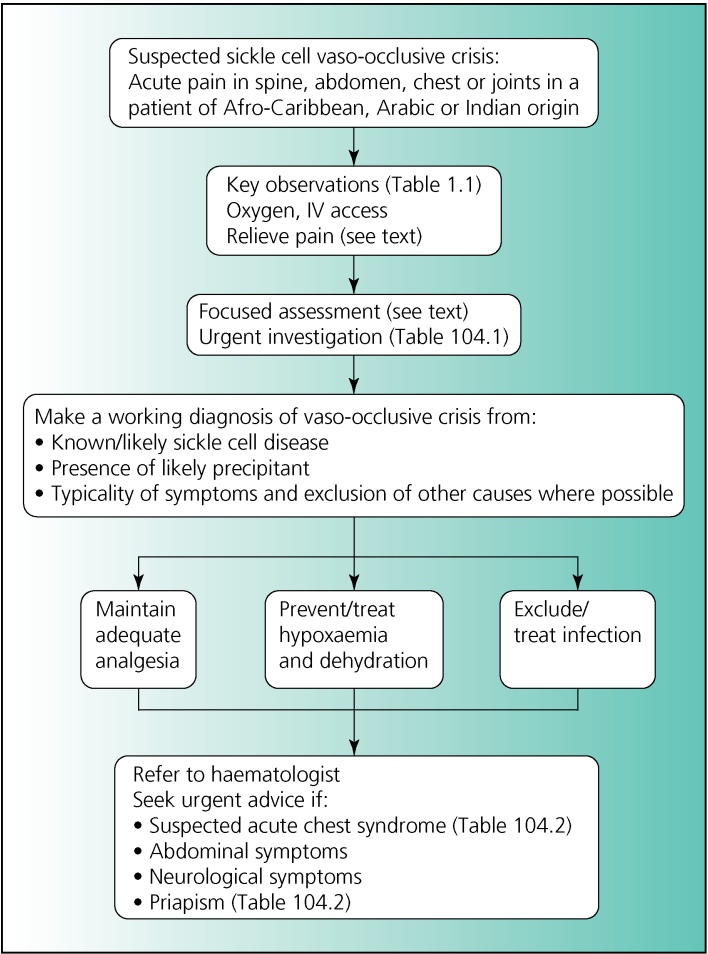 Suspected sickle cell vaso-occlusive crisis:
Acute pain in spine, abdomen, chest or joints in a
patient of Afro-Caribbean, Arabic or Indian origin
Key observations (Table 1.1)
Oxygen, IV access
Relieve pain (see text)
Focused assessment (see text)
Urgent investigation (Table 104.1)
Make a working diagnosis of vaso-occlusive crisis from:
• Known/likely sickle cell disease
• Presence of likely precipitant
• Typicality of symptoms and exclusion of other causes where possible
Maintain
adequate
analgesia
Prevent/treat
hypoxaemia
and dehydration
Exclude/
treat infection
Refer to haematologist
Seek urgent advice if:
• Suspected acute chest syndrome (Table 104.2)
• Abdominal symptoms
• Neurological symptoms
• Priapism (Table 104.2)